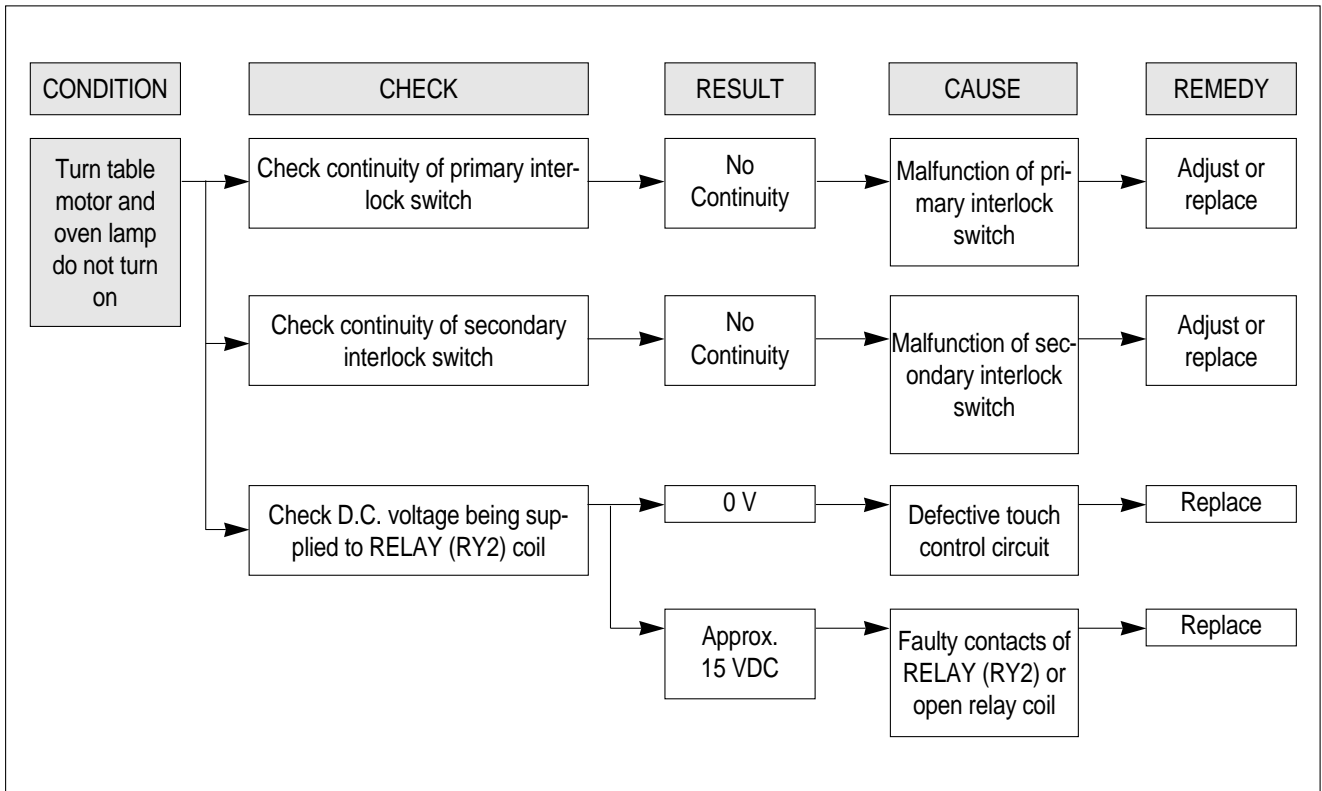 CONDITION
CHECK
RESULT
CAUSE
REMEDY
Turn table
motor and
oven lamp
do not turn
on
Check continuity of primary inter-
lock switch
No
Continuity
Malfunction of pri-
mary interlock
switch
Adjust or
replace
Check continuity of secondary
interlock switch
No
Continuity
Malfunction of sec-
ondary interlock
switch
Adjust or
replace
Check D.C. voltage being sup-
plied to RELAY (RY2) coil
0 V
Defective touch
control circuit
Replace
Approx.
15 VDC
Faulty contacts of
RELAY (RY2) or
open relay coil
Replace